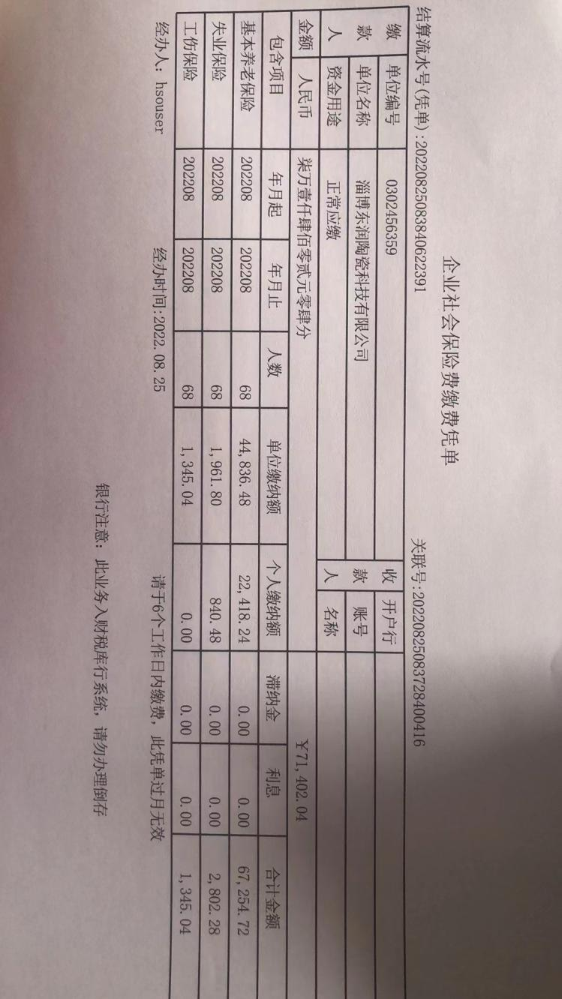 企业社会保险费缴费凭单
结算流水号(凭单):20220825083840622391 关联号:20220825083728400416
缴款人 单位编号 0302456359 收款人 开户行
单位名称 淄博东润陶瓷科技有限公司 账号
资金用途 正常应缴 名称
金额 人民币 柒万壹仟肆佰零贰元零肆分 ¥71,402.04
包含项目 年月起 年月止 人数 单位缴纳额 个人缴纳额 滞纳金 利息 合计金额
基本养老保险 202208 202208 68 44,836.48 22,418.24 0.00 0.00 67,254.72
失业保险 202208 202208 68 1,961.80 840.48 0.00 0.00 2,802.28
工伤保险 202208 202208 68 1,345.04 0.00 0.00 0.00 1,345.04
经办人: hsouser 经办时间:2022.08.25 请于6个工作日内缴费，此凭单过月无效
银行注意：此业务入财税库行系统，请勿办理倒存